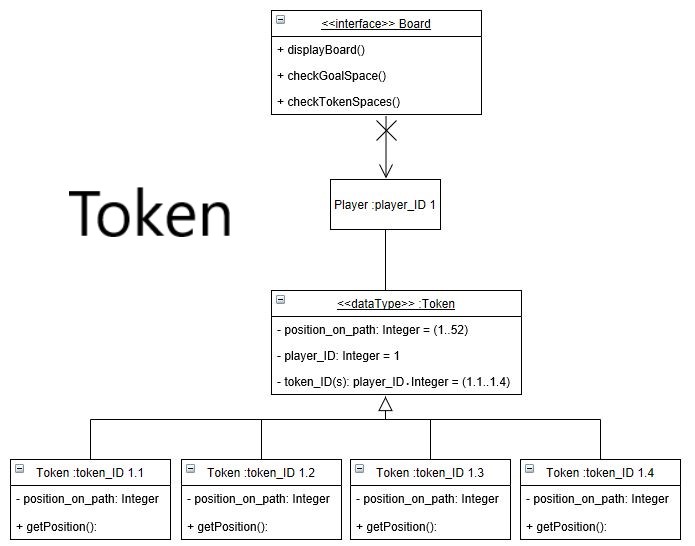 <<interface>> Board
+ displayBoard()
+ checkGoalSpace()
+ checkTokenSpaces()
Token
Player :player_ID 1
<<dataType>> :Token
- position_on_path: Integer = (1..52)
- player_ID: Integer = 1
- token_ID(s): player_ID.Integer = (1.1..1.4)
Token :token_ID 1.1
- position_on_path: Integer
+ getPosition():
Token :token_ID 1.2
- position_on_path: Integer
+ getPosition():
Token :token_ID 1.3
- position_on_path: Integer
+ getPosition():
Token :token_ID 1.4
- position_on_path: Integer
+ getPosition():